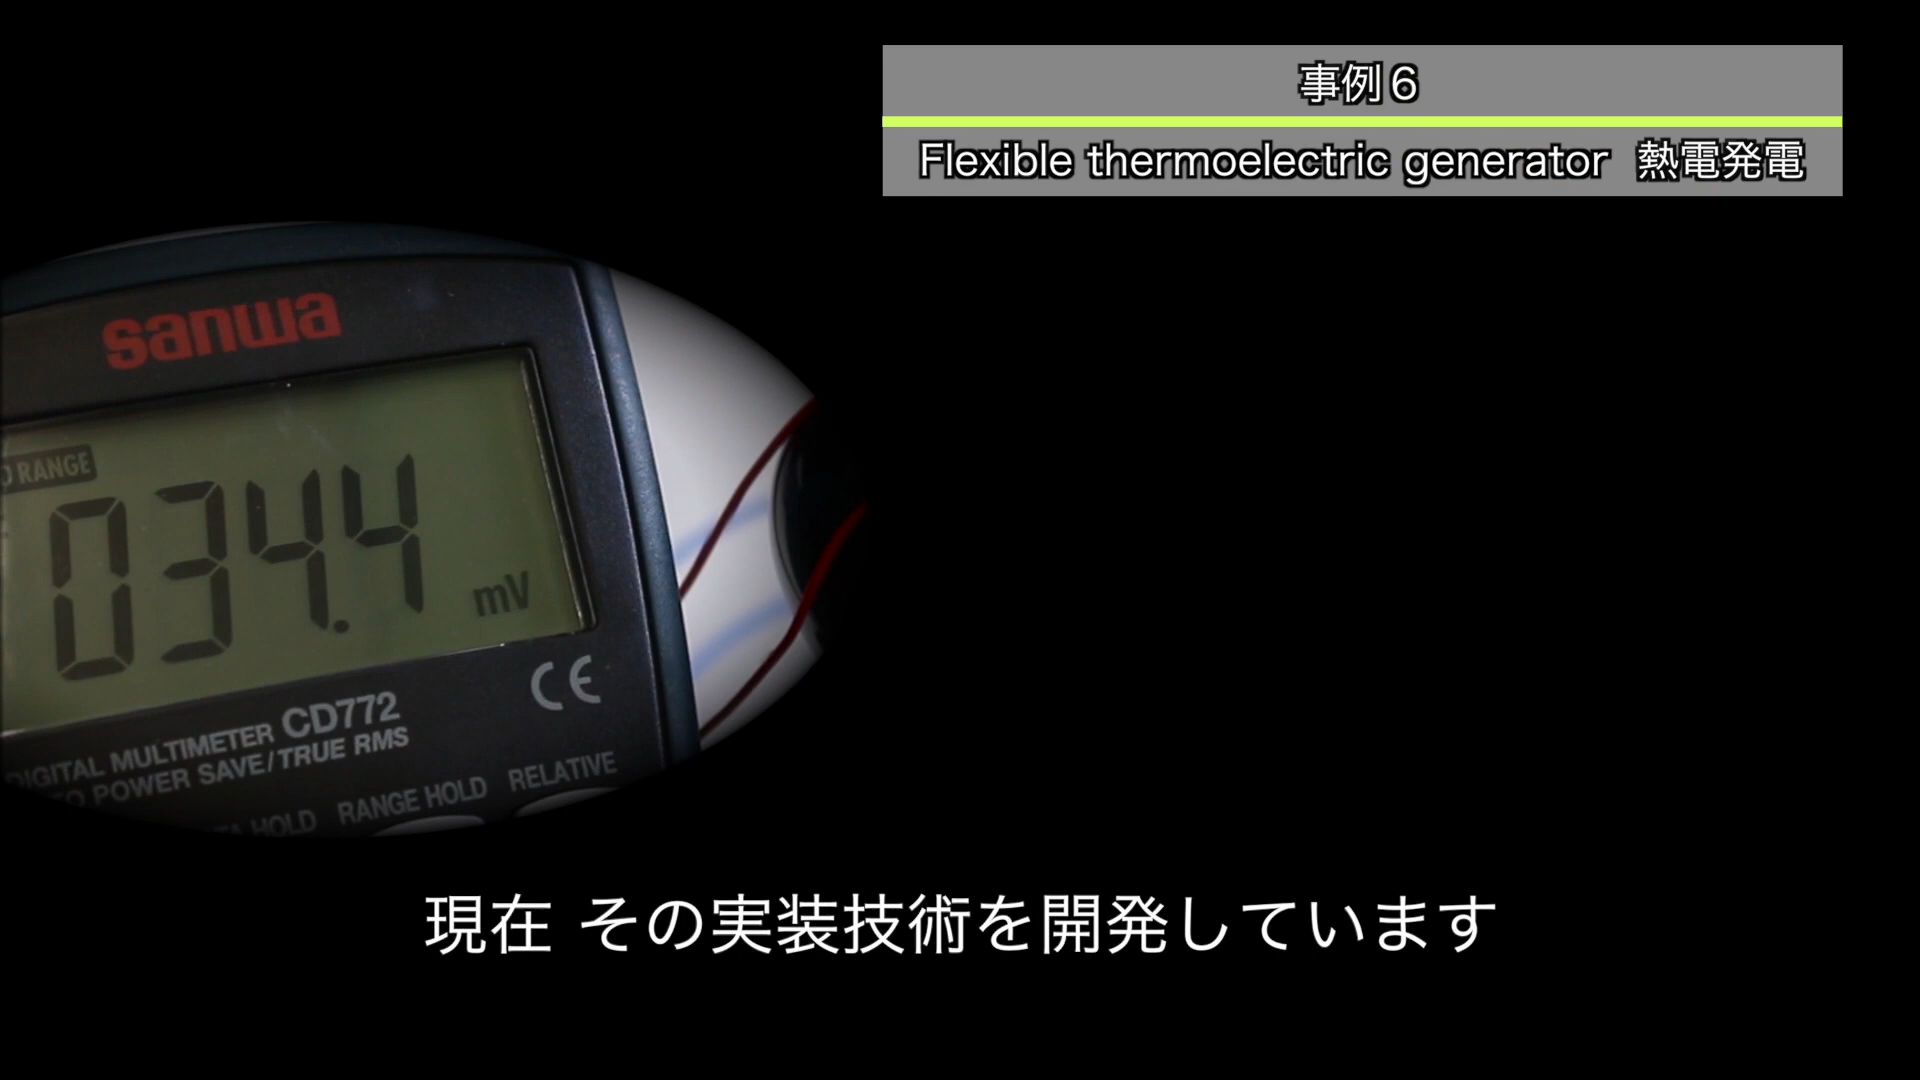 事例６
Flexible thermoelectric generator 熱電発電
sanwa
RANGE
034.4 mV
CE
DIGITAL MULTIMETER CD772
POWER SAVE/TRUE RMS
HOLD RANGE HOLD RELATIVE
現在 その実装技術を開発しています